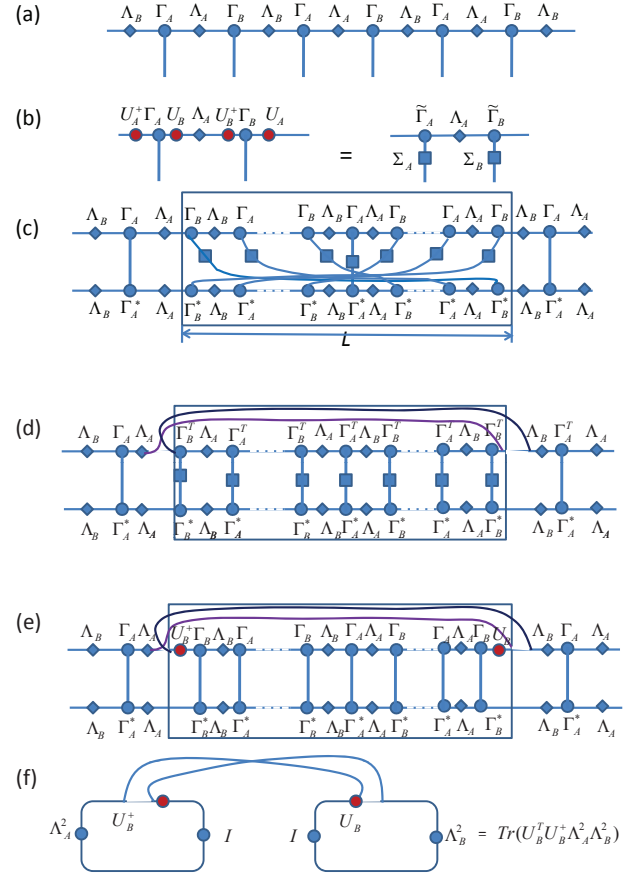 (a)
Λ_B Γ_A Λ_A Γ_B Λ_B Γ_A Λ_A Γ_B Λ_B Γ_A Λ_A Γ_B Λ_B
(b)
U_A^+ Γ_A U_B Λ_A U_B^+ Γ_B U_A
=
Γ̃_A Λ_A Γ̃_B
Σ_A Σ_B
(c)
Λ_B Γ_A Λ_A Γ_B Λ_B Γ_A Γ_B Λ_B Γ_A Λ_A Γ_B Γ_A Λ_A Γ_B Λ_B Γ_A Λ_A
Λ_B Γ_A^* Λ_A Γ_B^* Λ_B Γ_A^* Γ_B^* Λ_B Γ_A^* Λ_A Γ_B^* Γ_A^* Λ_A Γ_B^* Λ_B Γ_A^* Λ_A
L
(d)
Λ_B Γ_A Λ_A Γ_B^T Λ_A Γ_A^T Γ_B^T Λ_A Γ_A^T Λ_B Γ_B^T Γ_A^T Λ_B Γ_B^T Λ_B Γ_A^T Λ_A
Λ_B Γ_A^* Λ_A Γ_B^* Λ_B Γ_A^* Γ_B^* Λ_B Γ_A^* Λ_A Γ_B^* Γ_A^* Λ_A Γ_B^* Λ_B Γ_A^* Λ_A
(e)
Λ_B Γ_A Λ_A U_B^+ Γ_B Λ_B Γ_A Γ_B Λ_B Γ_A Λ_A Γ_B Γ_A Λ_A Γ_B U_B Λ_B Γ_A Λ_A
Λ_B Γ_A^* Λ_A Γ_B^* Λ_B Γ_A^* Γ_B^* Λ_B Γ_A^* Λ_A Γ_B^* Γ_A^* Λ_A Γ_B^* Λ_B Γ_A^* Λ_A
(f)
Λ_A^2 U_B^+ I I U_B Λ_B^2 = Tr(U_B^T U_B^+ Λ_A^2 Λ_B^2)